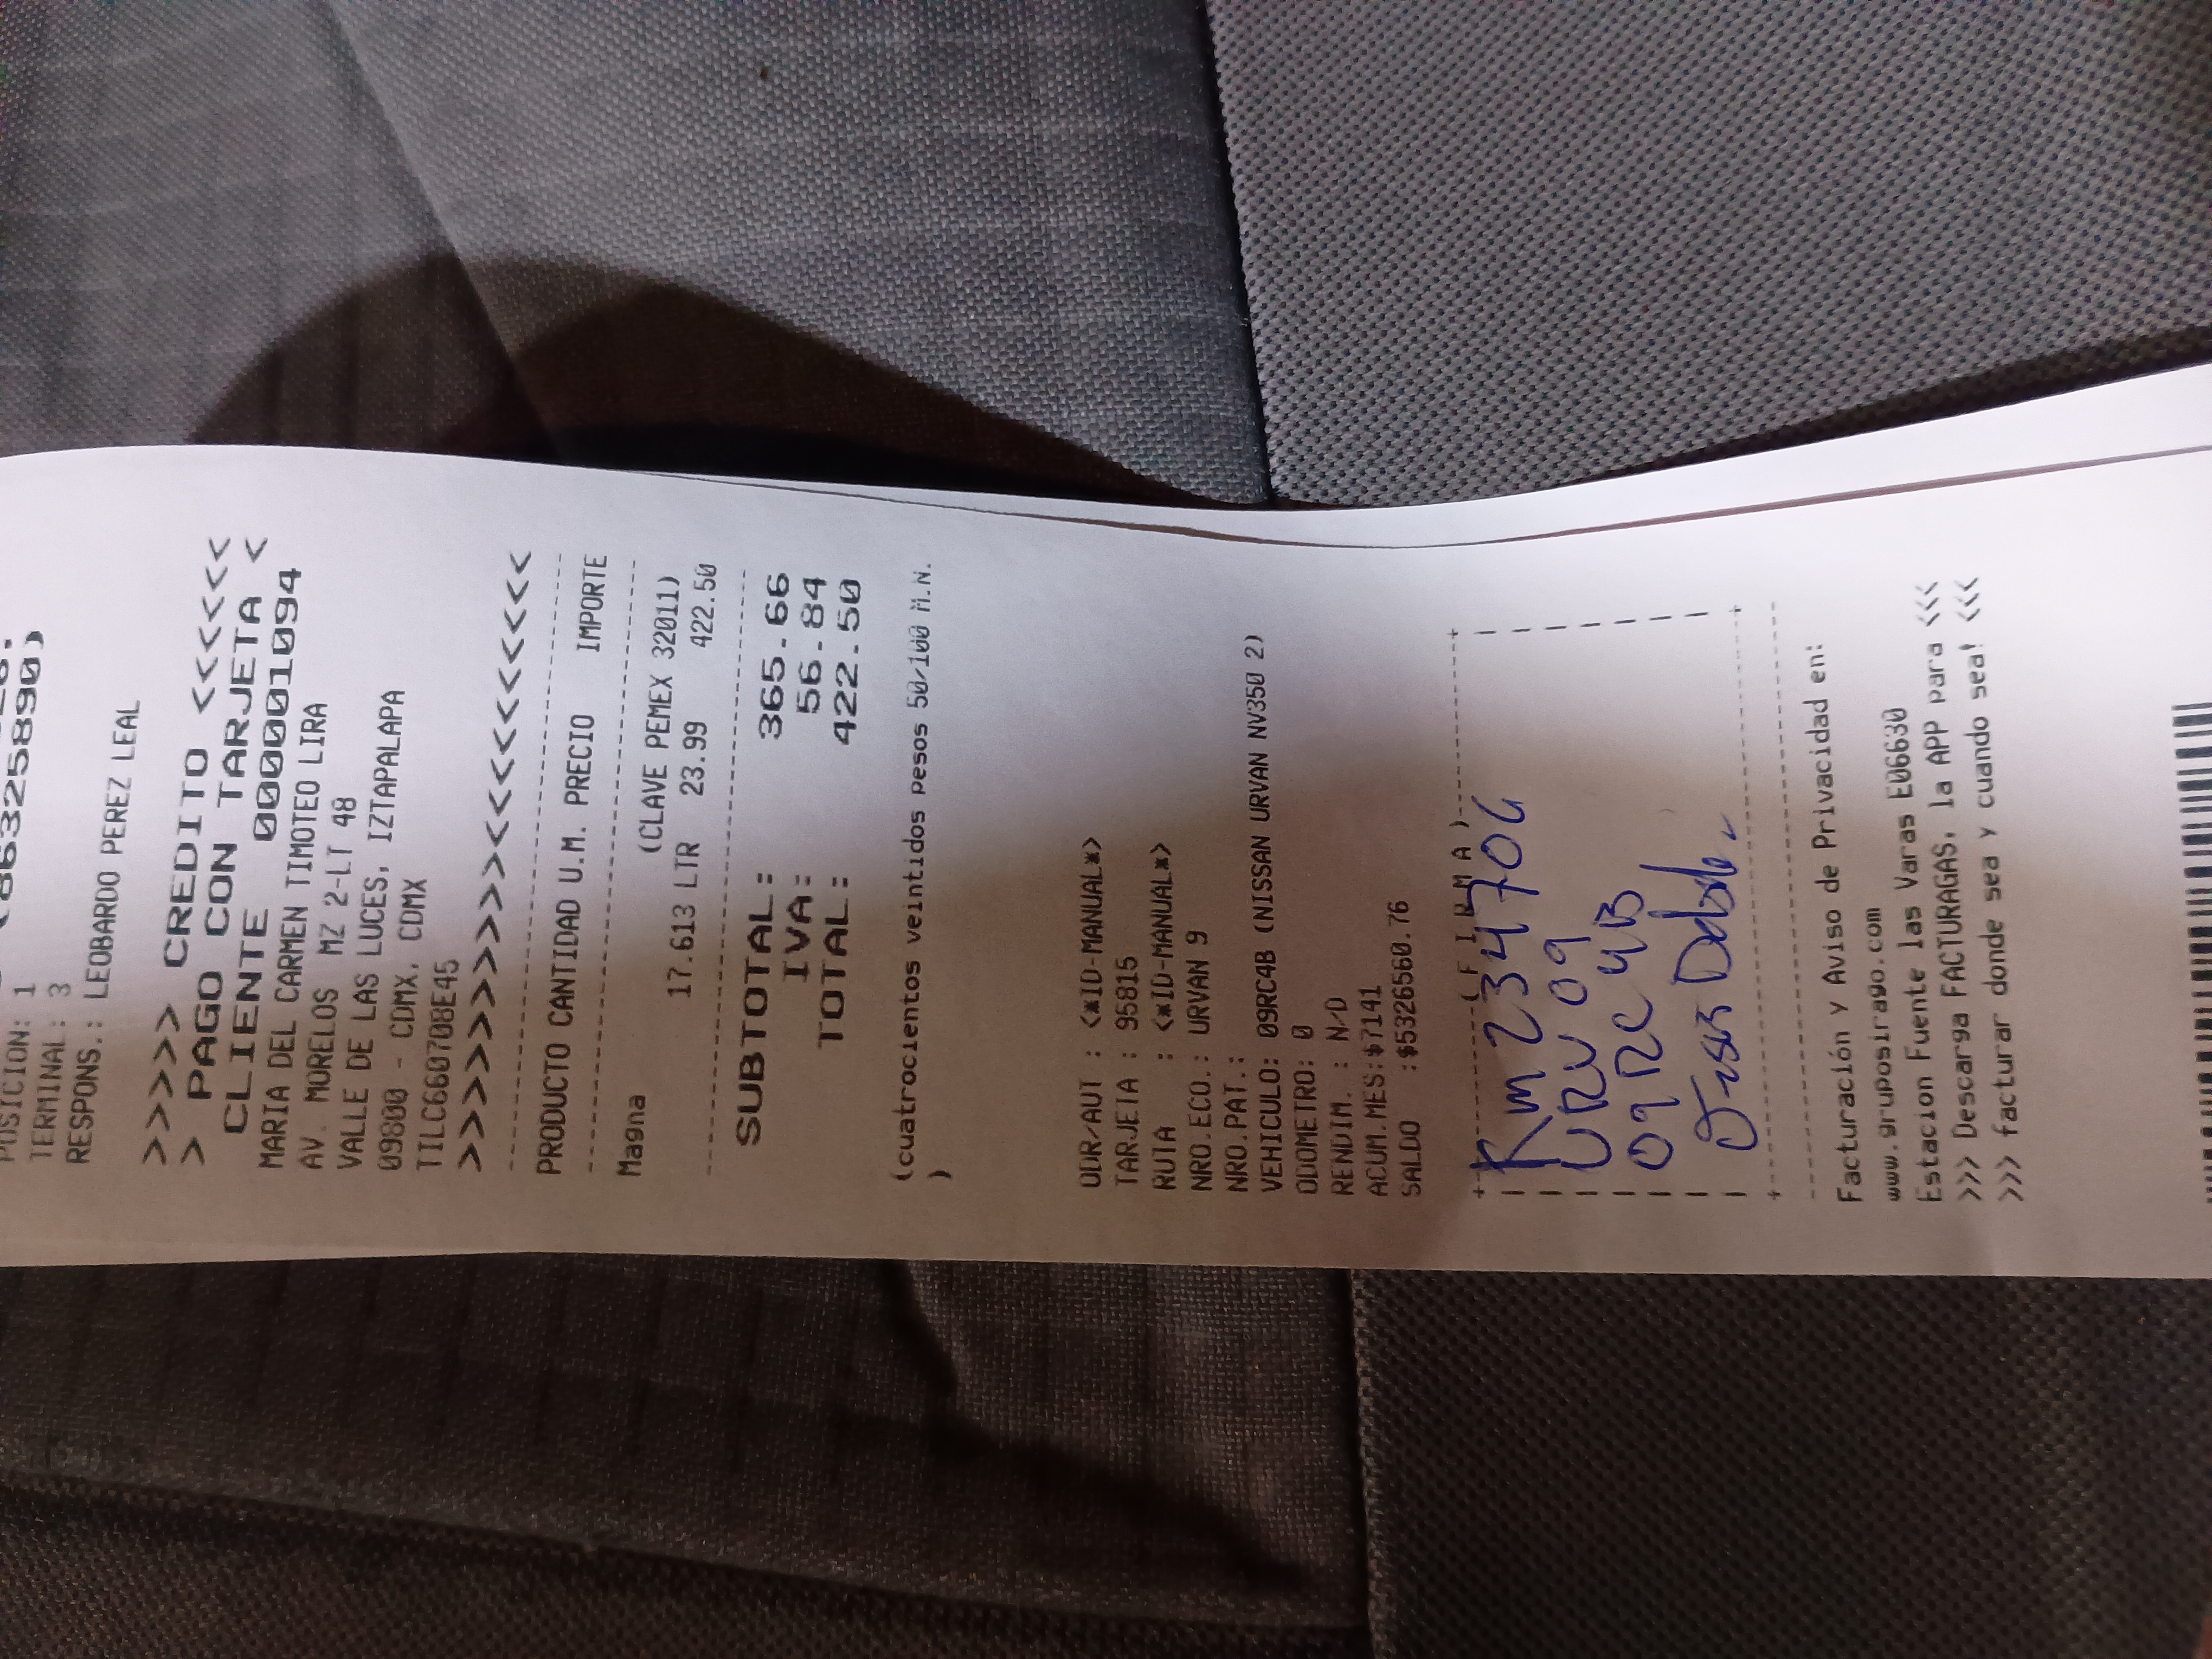 POSICION: 1
TERMINAL: 3
RESPONS.: LEOBARDO PEREZ LEAL
>>>>> CREDITO <<<<<
> PAGO CON TARJETA <
CLIENTE 0000001094
MARIA DEL CARMEN TIMOTEO LIRA
AV. MORELOS MZ 2-LT 48
VALLE DE LAS LUCES, IZTAPALAPA
09800 - CDMX, CDMX
TILC660708E45
>>>>>>>>>><<<<<<<<<<
PRODUCTO CANTIDAD U.M. PRECIO IMPORTE
Magna (CLAVE PEMEX 32011)
17.613 LTR 23.99 422.50
SUBTOTAL: 365.66
IVA: 56.84
TOTAL: 422.50
(cuatrocientos veintidos pesos 50/100 M.N.
)
ODR/AUT : <*ID-MANUAL*>
TARJETA : 95815
RUTA : <*ID-MANUAL*>
NRO.ECO.: URVAN 9
NRO.PAT.:
VEHICULO: 09RC4B (NISSAN URVAN NV350 2)
ODOMETRO: 0
RENDIM. : N/D
ACUM.MES:$7141
SALDO :$5326560.76
(F I R M A)
Km 234706
URV 09
09 RC 4B
Facturación y Aviso de Privacidad en:
www.gruposirago.com
Estacion Fuente las Varas E06630
>>> Descarga FACTURAGAS, la APP para <<<
>>> facturar donde sea y cuando sea! <<<